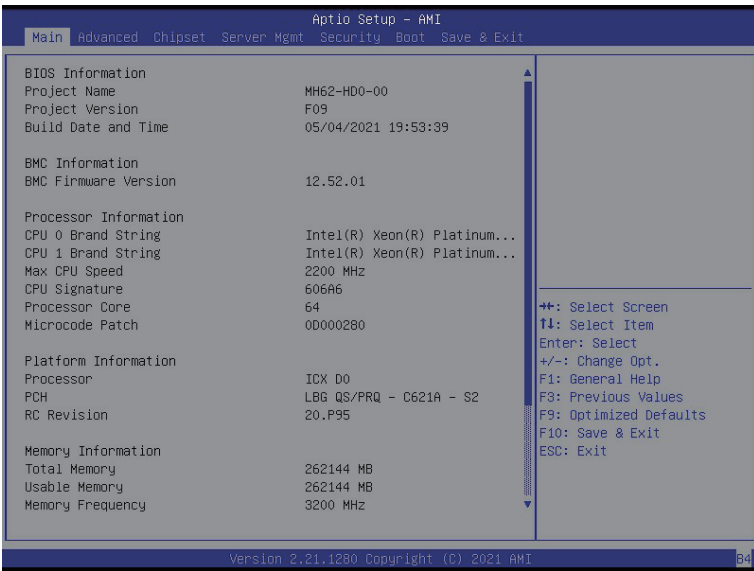 Aptio Setup – AMI
Main Advanced Chipset Server Mgmt Security Boot Save & Exit
BIOS Information
Project Name MH62-HD0-00
Project Version F09
Build Date and Time 05/04/2021 19:53:39
BMC Information
BMC Firmware Version 12.52.01
Processor Information
CPU 0 Brand String Intel(R) Xeon(R) Platinum...
CPU 1 Brand String Intel(R) Xeon(R) Platinum...
Max CPU Speed 2200 MHz
CPU Signature 606A6
Processor Core 64
Microcode Patch 0D000280
Platform Information
Processor ICX D0
PCH LBG QS/PRQ - C621A - S2
RC Revision 20.P95
Memory Information
Total Memory 262144 MB
Usable Memory 262144 MB
Memory Frequency 3200 MHz
→←: Select Screen
↑↓: Select Item
Enter: Select
+/-: Change Opt.
F1: General Help
F3: Previous Values
F9: Optimized Defaults
F10: Save & Exit
ESC: Exit
Version 2.21.1280 Copyright (C) 2021 AMI
B4